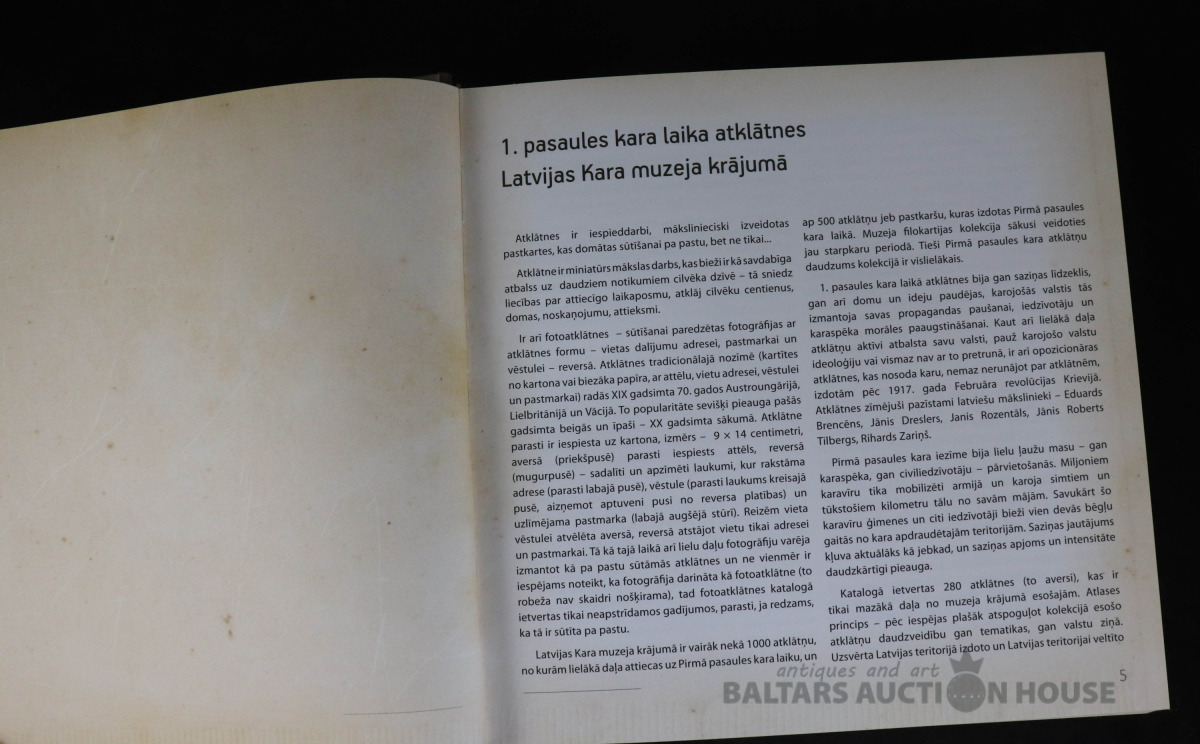 1. pasaules kara laika atklātnes
Latvijas Kara muzeja krājumā
Atklātnes ir iespieddarbi, mākslinieciski izveidotas
pastkartes, kas domātas sūtīšanai pa pastu, bet ne tikai...
Atklātne ir miniatūrs mākslas darbs, kas bieži ir kā savdabīga
atbalss uz daudziem notikumiem cilvēka dzīvē – tā sniedz
liecības par attiecīgo laikaposmu, atklāj cilvēku centienus,
domas, noskaņojumu, attieksmi.
Ir arī fotoatklātnes – sūtīšanai paredzētas fotogrāfijas ar
atklātnes formu – vietas dalījumu adresei, pastmarkai un
vēstulei – reversā. Atklātnes tradicionālajā nozīmē (kartītes
no kartona vai biezāka papīra, ar attēlu, vietu adresei, vēstulei
un pastmarkai) radās XIX gadsimta 70. gados Austroungārijā,
Lielbritānijā un Vācijā. To popularitāte sevišķi pieauga pašās
gadsimta beigās un īpaši – XX gadsimta sākumā. Atklātne
parasti ir iespiesta uz kartona, izmērs – 9 × 14 centimetri,
aversā (priekšpusē) parasti iespiests attēls, reversā
(mugurpusē) – sadalīti un apzīmēti laukumi, kur rakstāma
adrese (parasti labajā pusē), vēstule (parasti laukums kreisajā
pusē, aizņemot aptuveni pusi no reversa platības) un
uzlīmējama pastmarka (labajā augšējā stūrī). Reizēm vieta
vēstulei atvēlēta aversā, reversā atstājot vietu tikai adresei
un pastmarkai. Tā kā tajā laikā arī lielu daļu fotogrāfiju varēja
izmantot kā pa pastu sūtāmās atklātnes un ne vienmēr ir
iespējams noteikt, ka fotogrāfija darināta kā fotoatklātne (to
robeža nav skaidri nošķirama), tad fotoatklātnes katalogā
ietvertas tikai neapstrīdamos gadījumos, parasti, ja redzams,
ka tā ir sūtīta pa pastu.
Latvijas Kara muzeja krājumā ir vairāk nekā 1000 atklātņu,
no kurām lielākā daļa attiecas uz Pirmā pasaules kara laiku, un
ap 500 atklātņu jeb pastkaršu, kuras izdotas Pirmā pasaules
kara laikā. Muzeja filokartijas kolekcija sākusi veidoties
jau starpkaru periodā. Tieši Pirmā pasaules kara atklātņu
daudzums kolekcijā ir vislielākais.
1. pasaules kara laikā atklātnes bija gan saziņas līdzeklis,
gan arī domu un ideju paudējas, karojošās valstis tās
izmantoja savas propagandas paušanai, iedzīvotāju un
karaspēka morāles paaugstināšanai. Kaut arī lielākā daļa
atklātņu aktīvi atbalsta savu valsti, pauž karojošo valstu
ideoloģiju vai vismaz nav ar to pretrunā, ir arī opozicionāras
atklātnes, kas nosoda karu, nemaz nerunājot par atklātnēm,
izdotām pēc 1917. gada Februāra revolūcijas Krievijā.
Atklātnes zīmējuši pazīstami latviešu mākslinieki – Eduards
Brencēns, Jānis Dreslers, Janis Rozentāls, Jānis Roberts
Tilbergs, Rihards Zariņš.
Pirmā pasaules kara iezīme bija lielu ļaužu masu – gan
karaspēka, gan civiliedzīvotāju – pārvietošanās. Miljoniem
karavīru tika mobilizēti armijā un karoja simtiem un
tūkstošiem kilometru tālu no savām mājām. Savukārt šo
karavīru ģimenes un citi iedzīvotāji bieži vien devās bēgļu
gaitās no kara apdraudētajām teritorijām. Saziņas jautājums
kļuva aktuālāks kā jebkad, un saziņas apjoms un intensitāte
daudzkārtīgi pieauga.
Katalogā ietvertas 280 atklātnes (to aversi), kas ir
tikai mazākā daļa no muzeja krājumā esošajām. Atlases
princips – pēc iespējas plašāk atspoguļot kolekcijā esošo
atklātņu daudzveidību gan tematikas, gan valstu ziņā.
Uzsvērta Latvijas teritorijā izdoto un Latvijas teritorijai veltīto
5
antiques and art
BALTARS AUCTION HOUSE